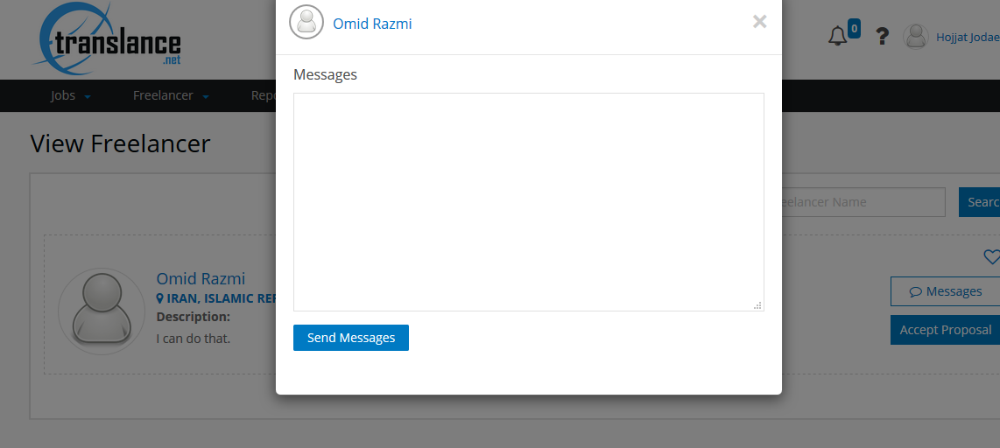 translance
.net
Omid Razmi
×
0
?
Hojjat Jodae
Jobs
Freelancer
Repo
Messages
View Freelancer
eelancer Name
Searc
Omid Razmi
IRAN, ISLAMIC REP
Description:
I can do that.
Messages
Accept Proposal
Send Messages